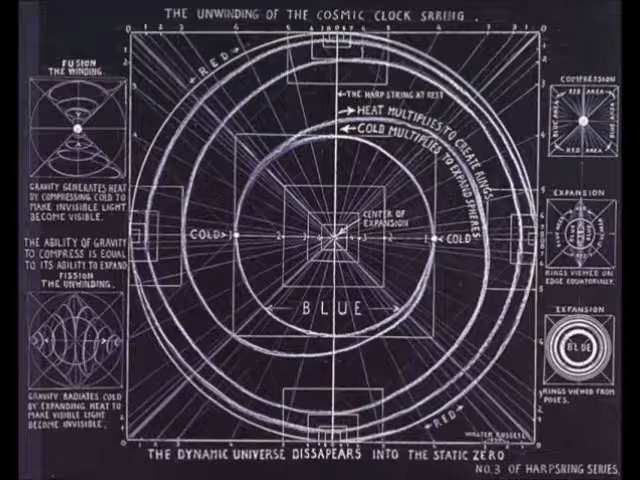 THE UNWINDING OF THE COSMIC CLOCK SRRING.
FUSION
THE WINDING.
GRAVITY GENERATES HEAT
BY COMPRESSING COLD TO
MAKE INVISIBLE LIGHT
BECOME VISIBLE.
THE ABILITY OF GRAVITY
TO COMPRESS IS EQUAL
TO ITS ABILITY TO EXPAND
FISSION
THE UNWINDING.
GRAVITY RADIATES COLD
BY EXPANDING HEAT TO
MAKE VISIBLE LIGHT
BECOME INVISIBLE.
RED
THE HARP STRING AT REST
HEAT MULTIPLIES TO CREATE RINGS.
COLD MULTIPLIES TO EXPAND SPHERES
CENTER OF
EXPANSION
COLD
COLD
BLUE
RED
WALTER RUSSELL
COMPRESSION
RED AREA
BLUE AREA
BLUE AREA
RED AREA
EXPANSION
RINGS VIEWED ON
EDGE EQUATORIALLY.
EXPANSION
BLUE
RINGS VIEWED FROM
POLES.
THE DYNAMIC UNIVERSE DISSAPEARS INTO THE STATIC ZERO
NO.3 OF HARPSRING SERIES.